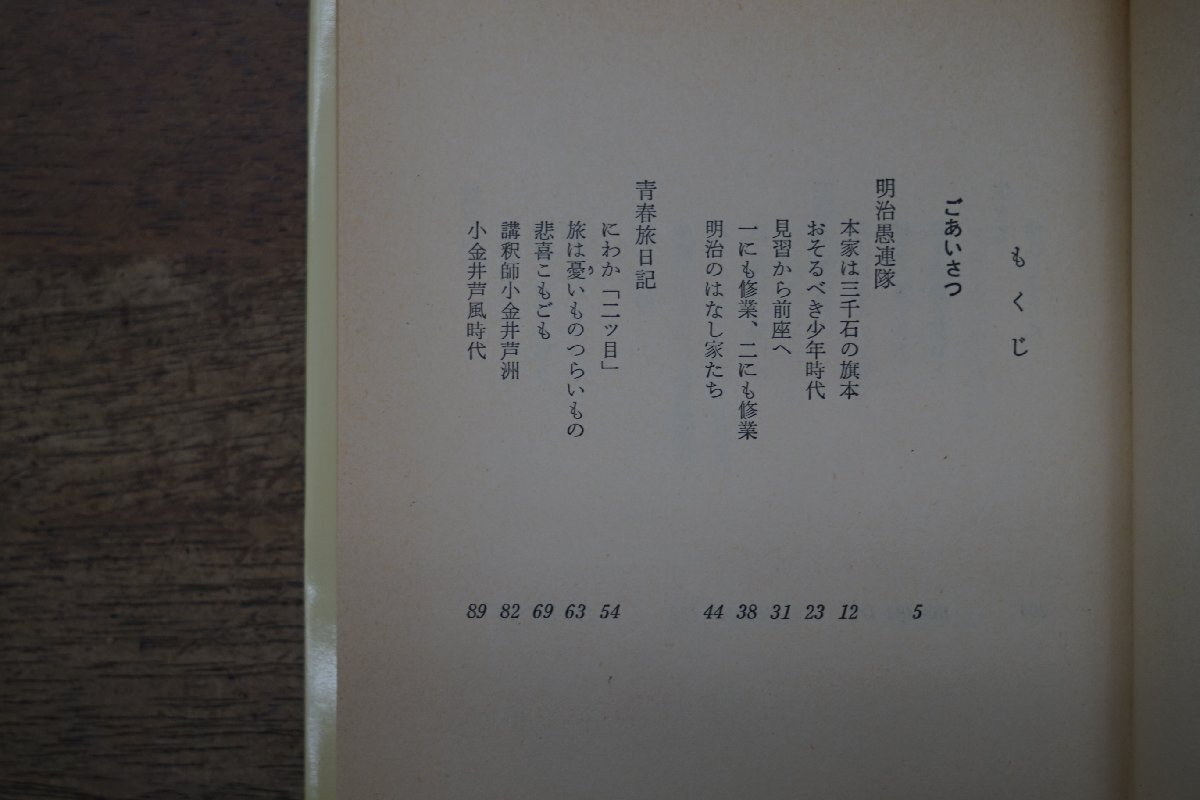 もくじ
ごあいさつ 5
明治愚連隊
本家は三千石の旗本 12
おそるべき少年時代 23
見習から前座へ 31
一にも修業、二にも修業 38
明治のはなし家たち 44
青春旅日記
にわか「二ッ目」 54
旅は憂いものつらいもの 63
悲喜こもごも 69
講釈師小金井芦洲 82
小金井芦風時代 89